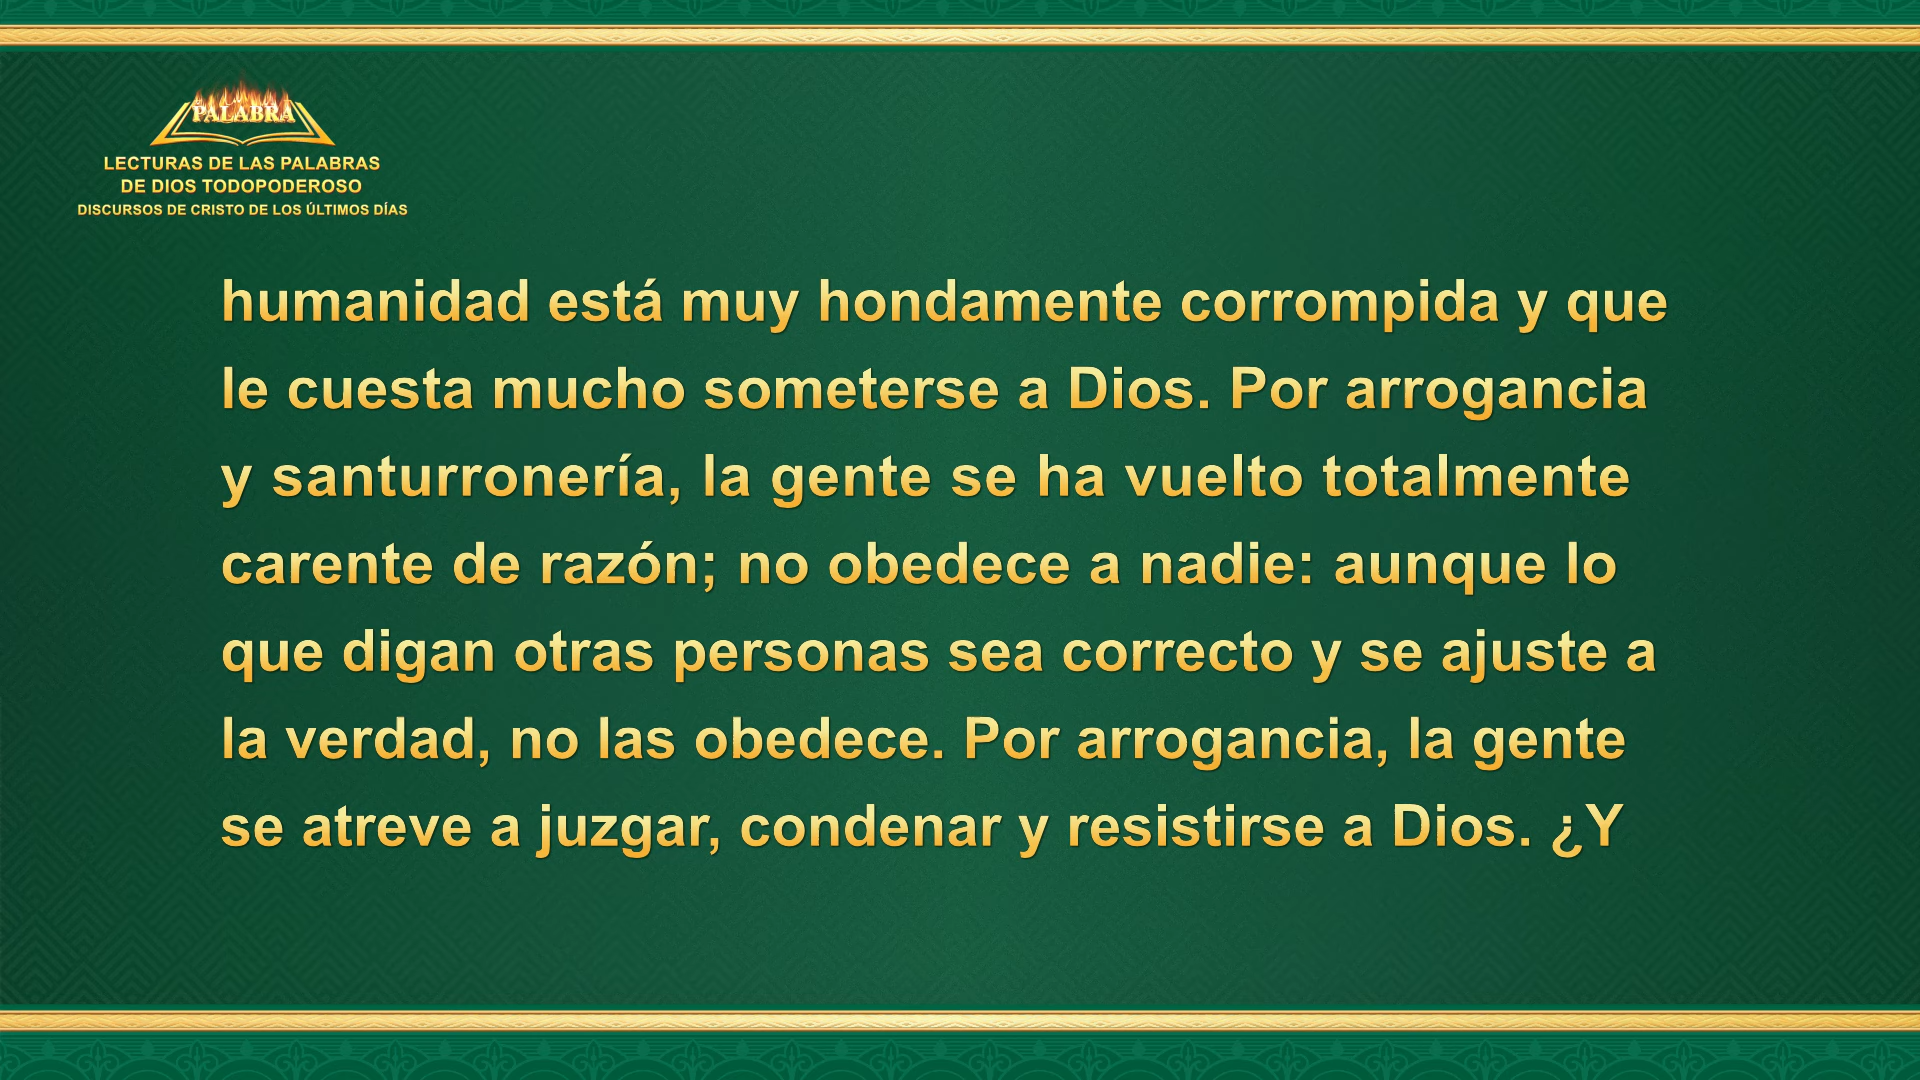 PALABRA
LECTURAS DE LAS PALABRAS
DE DIOS TODOPODEROSO
DISCURSOS DE CRISTO DE LOS ÚLTIMOS DÍAS
humanidad está muy hondamente corrompida y que
le cuesta mucho someterse a Dios. Por arrogancia
y santurronería, la gente se ha vuelto totalmente
carente de razón; no obedece a nadie: aunque lo
que digan otras personas sea correcto y se ajuste a
la verdad, no las obedece. Por arrogancia, la gente
se atreve a juzgar, condenar y resistirse a Dios. ¿Y